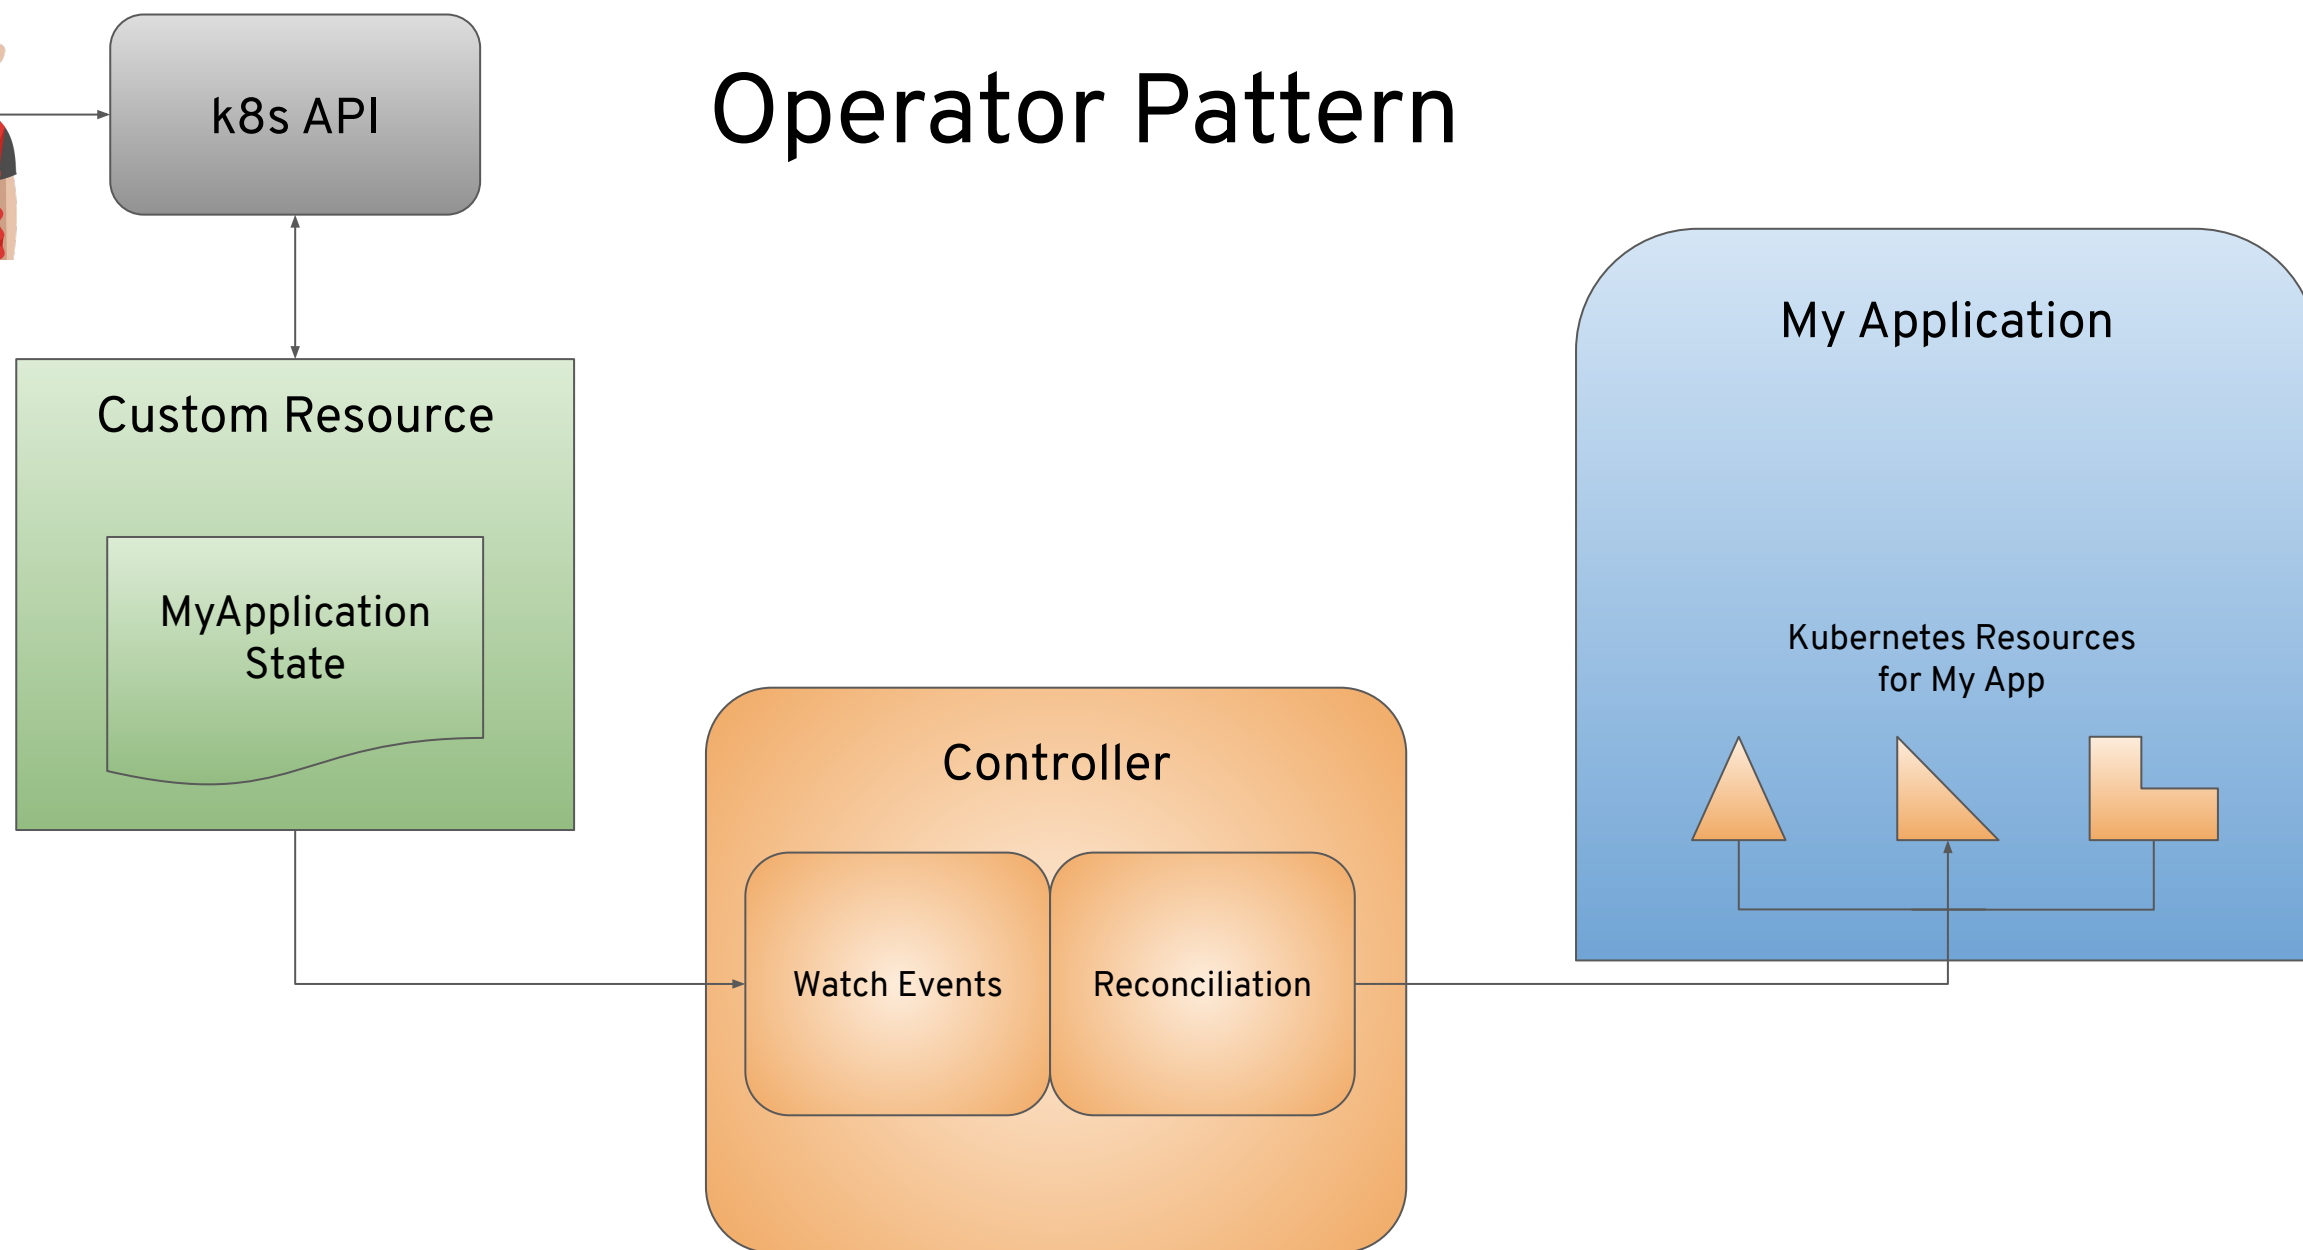 k8s API
Operator Pattern
My Application
Custom Resource
MyApplication
State
Kubernetes Resources
for My App
Controller
Watch Events
Reconciliation